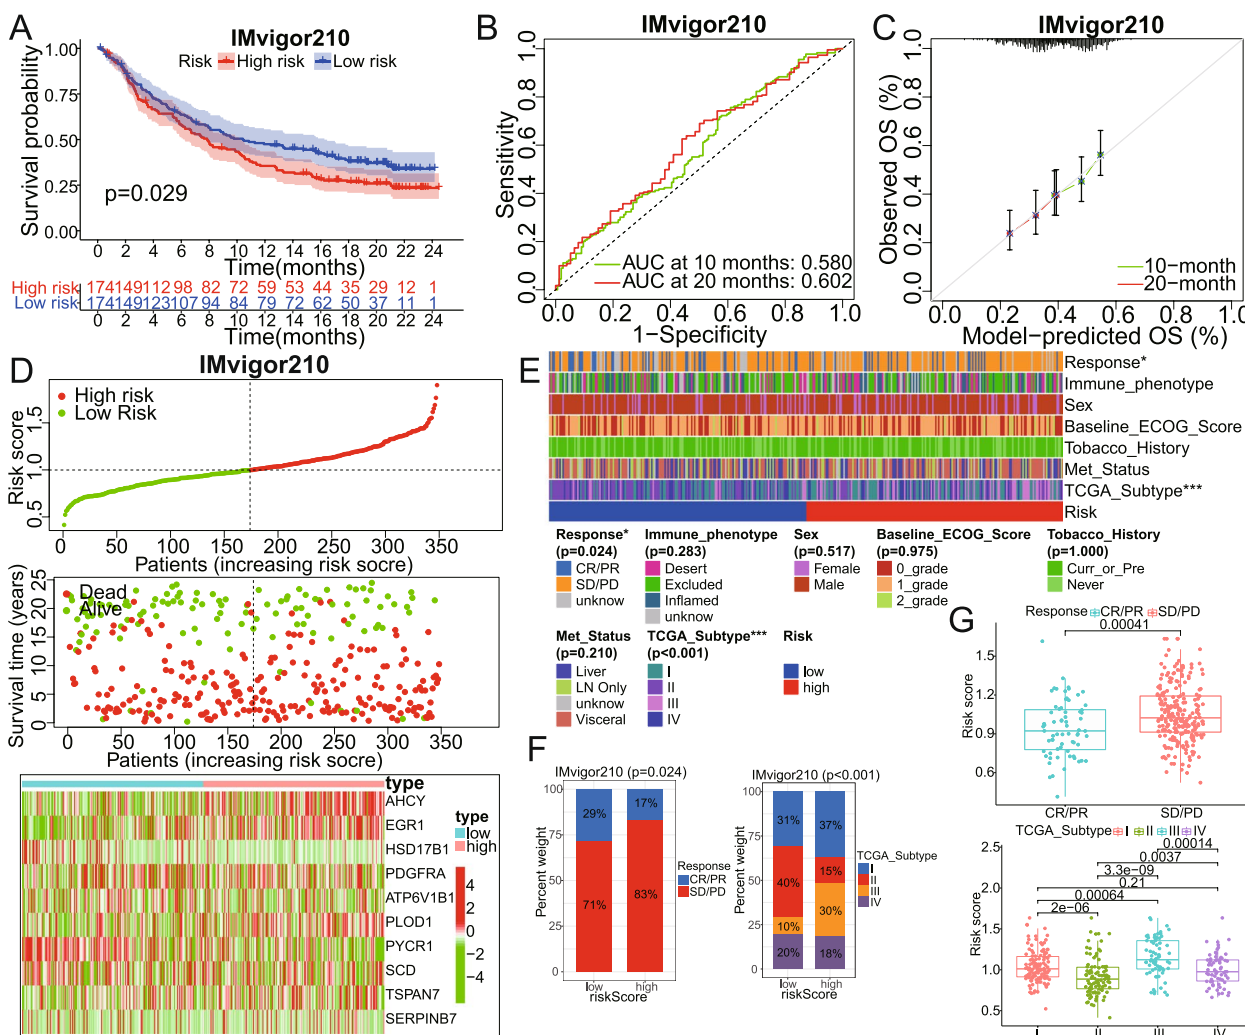 A
IMvigor210
Risk High risk Low risk
Survival probability
1.00
0.75
0.50
0.25
0.00
p=0.029
0 2 4 6 8 10 12 14 16 18 20 22 24
Time(months)
High risk 174 149 112 98 82 72 59 53 44 35 29 12 1
Low risk 174 149 123 107 94 84 79 72 62 50 37 11 1
0 2 4 6 8 10 12 14 16 18 20 22 24
Time(months)
B
IMvigor210
Sensitivity
1.0
0.8
0.6
0.4
0.2
0.0
AUC at 10 months: 0.580
AUC at 20 months: 0.602
0.0 0.2 0.4 0.6 0.8 1.0
1−Specificity
C
IMvigor210
Observed OS (%)
1.0
0.8
0.6
0.4
0.2
0.0
10−month
20−month
0.0 0.2 0.4 0.6 0.8 1.0
Model−predicted OS (%)
D
IMvigor210
High risk
Low Risk
Risk score
1.5
1.0
0.5
0 50 100 150 200 250 300 350
Patients (increasing risk socre)
Dead
Alive
Survival time (years)
25
20
15
10
5
0
0 50 100 150 200 250 300 350
Patients (increasing risk socre)
type
AHCY
EGR1
HSD17B1
PDGFRA
ATP6V1B1
PLOD1
PYCR1
SCD
TSPAN7
SERPINB7
type
low
high
4
2
0
−2
−4
E
Response*
Immune_phenotype
Sex
Baseline_ECOG_Score
Tobacco_History
Met_Status
TCGA_Subtype***
Risk
Response*
(p=0.024)
CR/PR
SD/PD
unknow
Immune_phenotype
(p=0.283)
Desert
Excluded
Inflamed
unknow
Sex
(p=0.517)
Female
Male
Baseline_ECOG_Score
(p=0.975)
0_grade
1_grade
2_grade
Tobacco_History
(p=1.000)
Curr_or_Pre
Never
Met_Status
(p=0.210)
Liver
LN Only
unknow
Visceral
TCGA_Subtype***
(p<0.001)
I
II
III
IV
Risk
low
high
F
IMvigor210 (p=0.024)
Percent weight
100
75
50
25
0
29%
17%
71%
83%
low high
riskScore
Response
CR/PR
SD/PD
IMvigor210 (p<0.001)
Percent weight
100
75
50
25
0
31%
37%
40%
15%
10%
30%
20%
18%
low high
riskScore
TCGA_Subtype
I
II
III
IV
G
Response CR/PR SD/PD
0.00041
Risk score
1.5
1.2
0.9
0.6
CR/PR SD/PD
TCGA_Subtype I II III IV
0.00014
0.0037
3.3e−09
0.21
0.00064
2e−06
Risk score
2.5
2.0
1.5
1.0
0.5
I II III IV